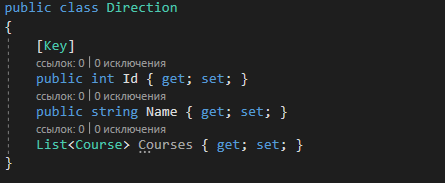 public class Direction
{
[Key]
ссылок: 0 | 0 исключения
public int Id { get; set; }
ссылок: 0 | 0 исключения
public string Name { get; set; }
ссылок: 0 | 0 исключения
List<Course> Courses { get; set; }
}